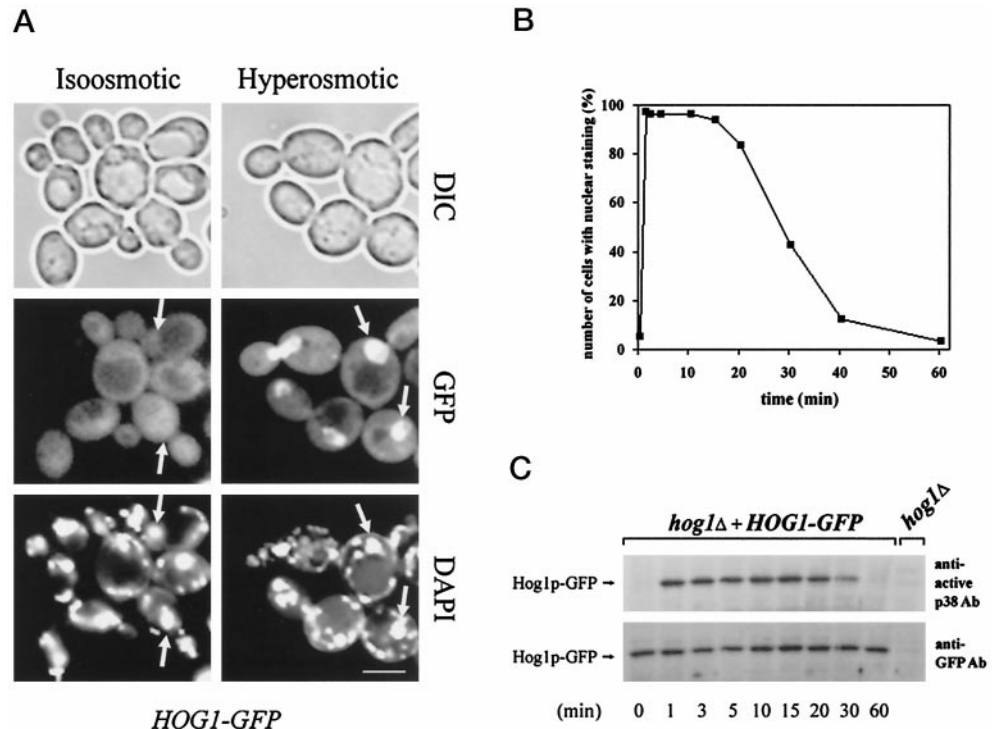 A
Isoosmotic Hyperosmotic
DIC
GFP
DAPI
HOG1-GFP
B
number of cells with nuclear staining (%)
100
80
60
40
20
0
0 10 20 30 40 50 60
time (min)
C
hog1Δ + HOG1-GFP hog1Δ
Hog1p-GFP →
anti-
active
p38 Ab
Hog1p-GFP →
anti-
GFP Ab
(min) 0 1 3 5 10 15 20 30 60